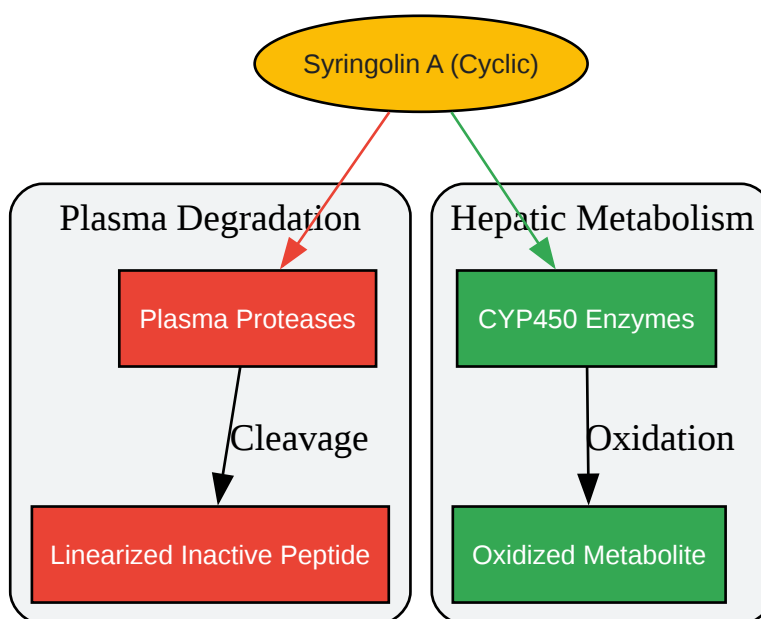 Syringolin A (Cyclic)
Plasma Degradation
Hepatic Metabolism
Plasma Proteases
CYP450 Enzymes
Cleavage
Oxidation
Linearized Inactive Peptide
Oxidized Metabolite